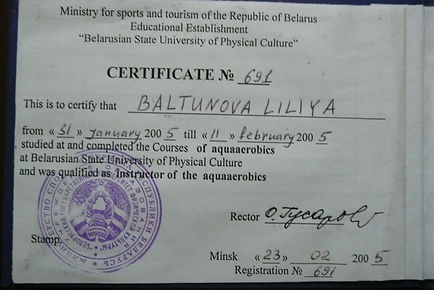 Ministry for sports and tourism of the Republic of Belarus
Educational Establishment
“Belarusian State University of Physical Culture”
CERTIFICATE № 691
This is to certify that BALTUNOVA LILIYA
from « 31 » january 200 5 till « 11 » february 200 5
studied at and completed the Courses of aquaaerobics
at Belarusian State University of Physical Culture
and was qualified as Instructor of the aquaaerobics
Rector О. Гусаров
Stamp:
Minsk « 23 » 02 200 5
Registration № 691